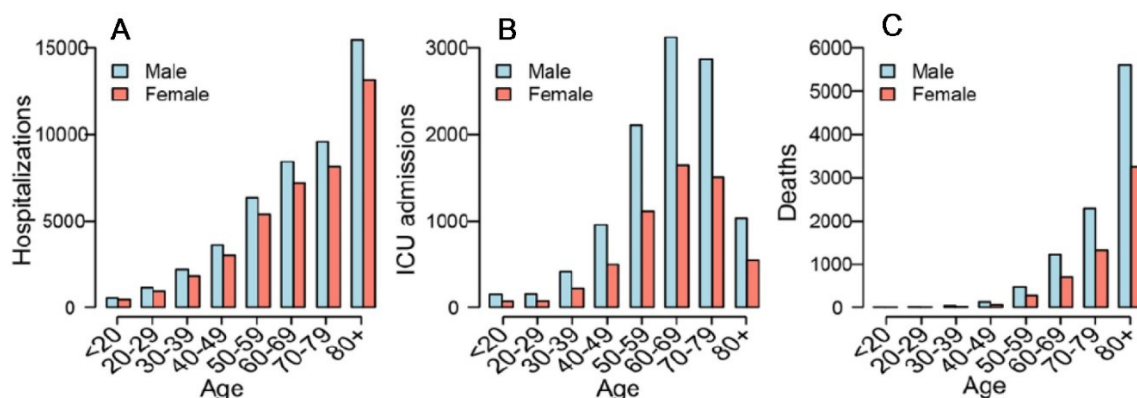 A
15000
10000
5000
0
Hospitalizations
Male
Female
<20
20-29
30-39
40-49
50-59
60-69
70-79
80+
Age
B
3000
2000
1000
0
ICU admissions
Male
Female
<20
20-29
30-39
40-49
50-59
60-69
70-79
80+
Age
C
6000
5000
4000
3000
2000
1000
0
Deaths
Male
Female
<20
20-29
30-39
40-49
50-59
60-69
70-79
80+
Age